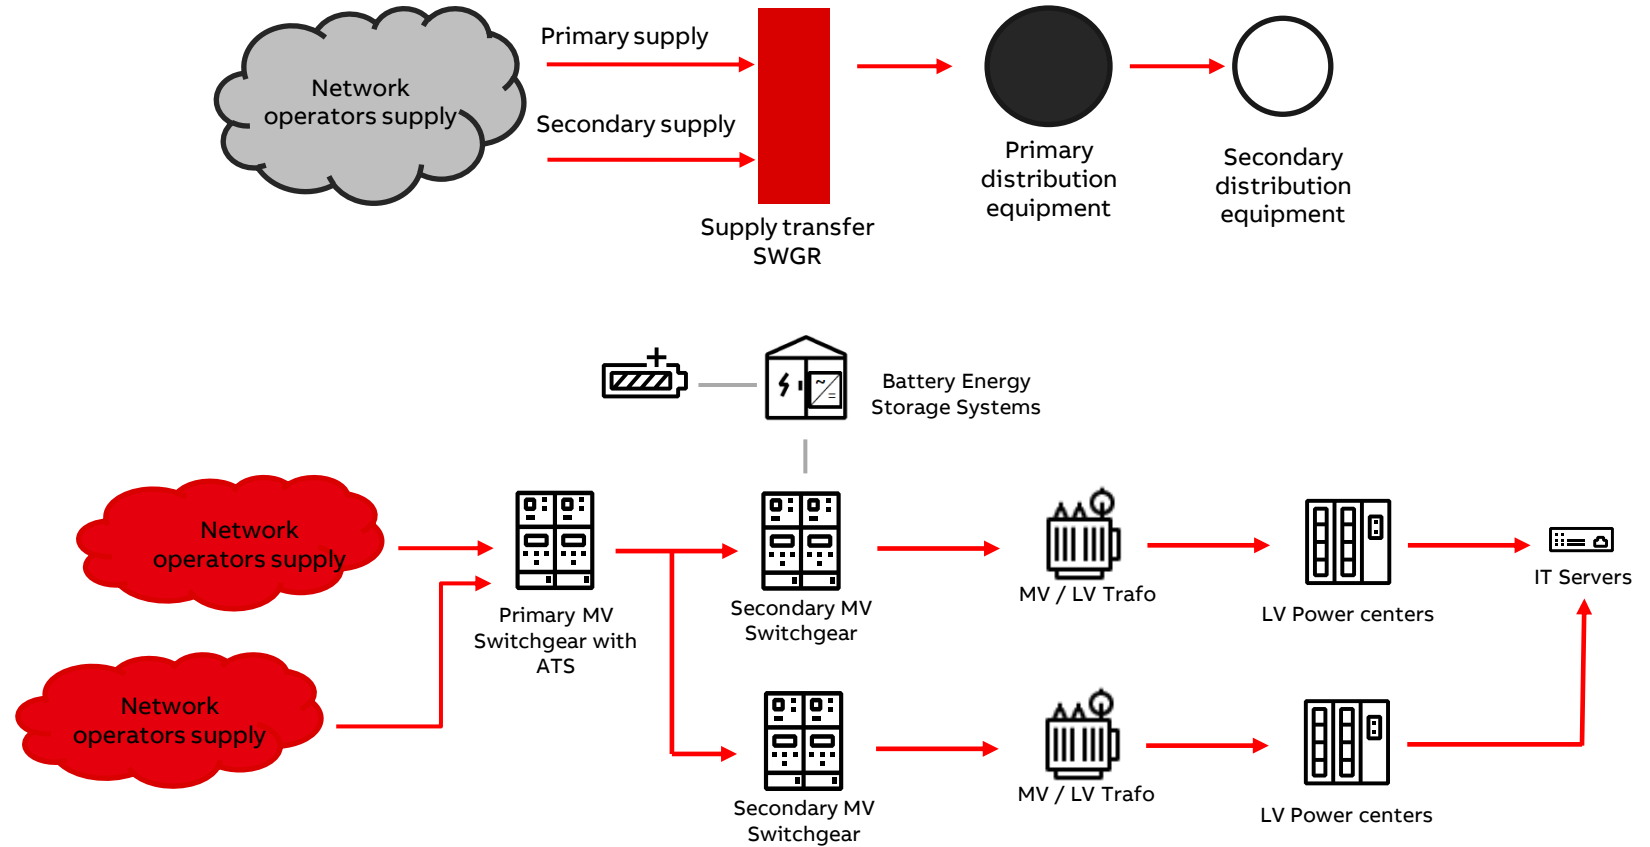 Primary supply
Network
operators supply
Secondary supply
Supply transfer
SWGR
Primary
distribution
equipment
Secondary
distribution
equipment
Battery Energy
Storage Systems
Network
operators supply
Primary MV
Switchgear with
ATS
Secondary MV
Switchgear
MV / LV Trafo
LV Power centers
IT Servers
Network
operators supply
Secondary MV
Switchgear
MV / LV Trafo
LV Power centers